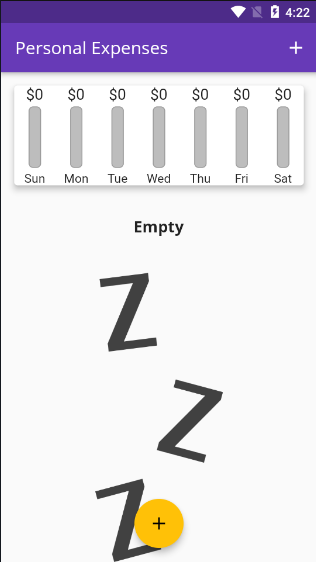 4:22
Personal Expenses +
$0 $0 $0 $0 $0 $0 $0
Sun Mon Tue Wed Thu Fri Sat
Empty
Z
Z
Z
+